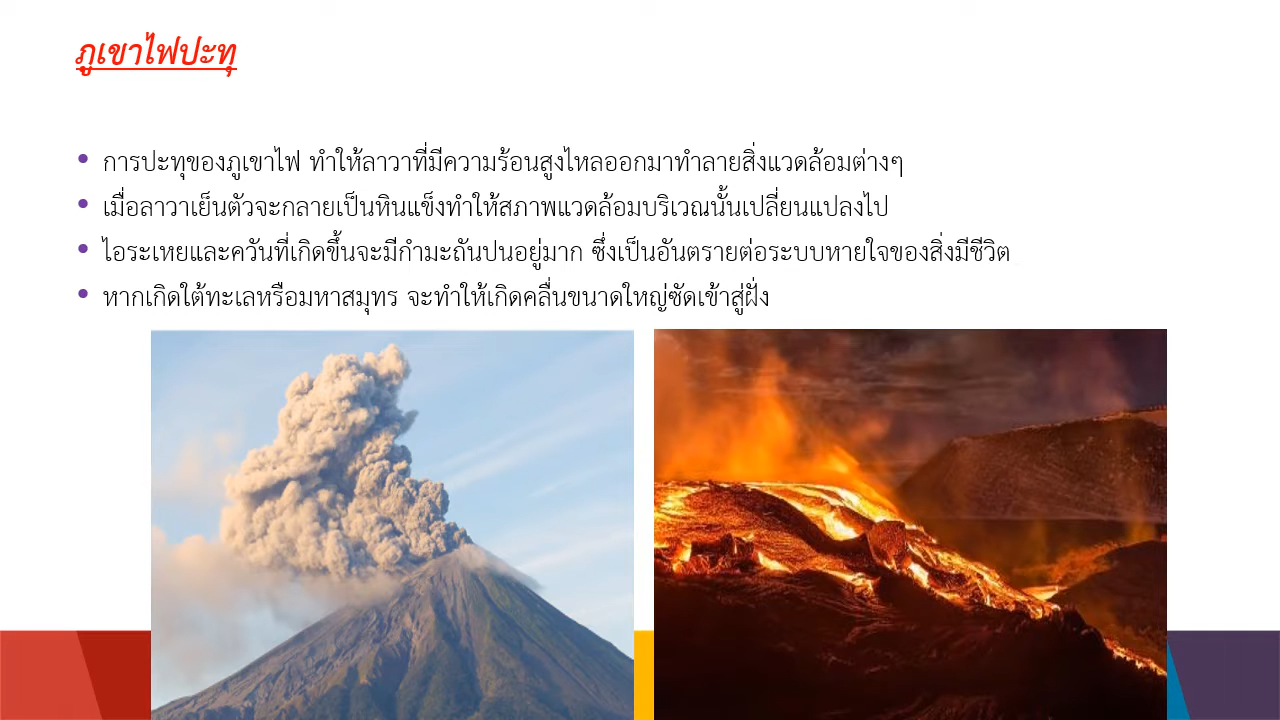 ภูเขาไฟปะทุ
• การปะทุของภูเขาไฟ ทำให้ลาวาที่มีความร้อนสูงไหลออกมาทำลายสิ่งแวดล้อมต่างๆ
• เมื่อลาวาเย็นตัวจะกลายเป็นหินแข็งทำให้สภาพแวดล้อมบริเวณนั้นเปลี่ยนแปลงไป
• ไอระเหยและควันที่เกิดขึ้นจะมีกำมะถันปนอยู่มาก ซึ่งเป็นอันตรายต่อระบบหายใจของสิ่งมีชีวิต
• หากเกิดใต้ทะเลหรือมหาสมุทร จะทำให้เกิดคลื่นขนาดใหญ่ซัดเข้าสู่ฝั่ง